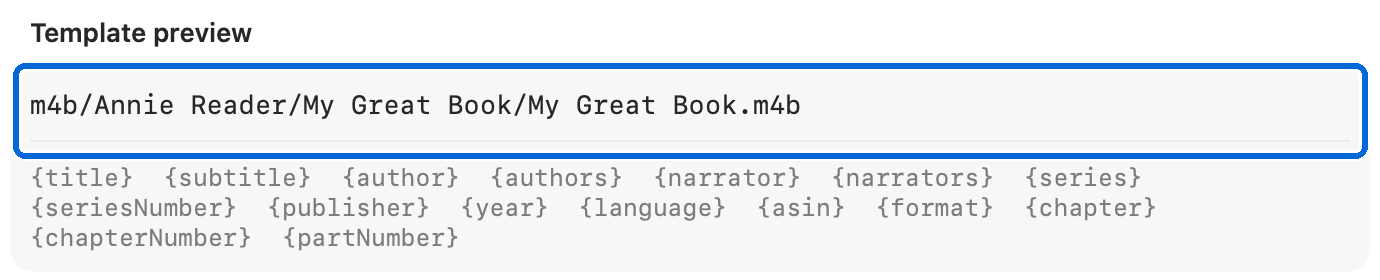 Template preview
m4b/Annie Reader/My Great Book/My Great Book.m4b
{title} {subtitle} {author} {authors} {narrator} {narrators} {series}
{seriesNumber} {publisher} {year} {language} {asin} {format} {chapter}
{chapterNumber} {partNumber}